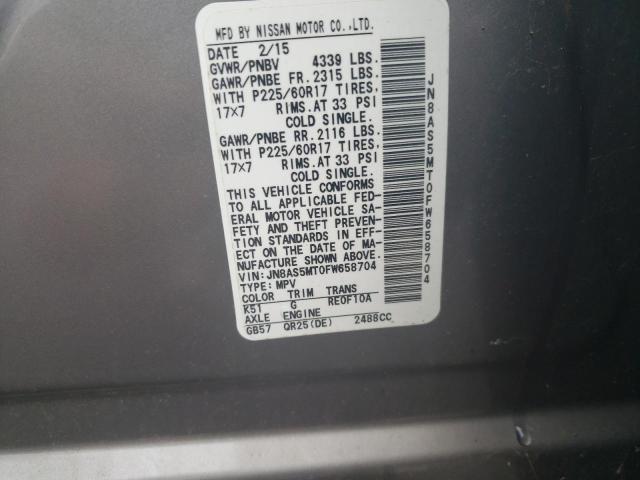 MFD BY NISSAN MOTOR CO.,LTD.
DATE 2/15
GVWR/PNBV 4339 LBS.
GAWR/PNBE FR. 2315 LBS.
WITH P225/60R17 TIRES,
17x7 RIMS. AT 33 PSI
COLD SINGLE.
GAWR/PNBE RR. 2116 LBS.
WITH P225/60R17 TIRES,
17x7 RIMS. AT 33 PSI
COLD SINGLE.
THIS VEHICLE CONFORMS
TO ALL APPLICABLE FED-
ERAL MOTOR VEHICLE SA-
FETY AND THEFT PREVEN-
TION STANDARDS IN EFF-
ECT ON THE DATE OF MA-
NUFACTURE SHOWN ABOVE.
VIN: JN8AS5MT0FW658704
TYPE: MPV
COLOR TRIM TRANS
K51 G RE0F10A
AXLE ENGINE
GB57 QR25(DE) 2488CC
JN8AS5MT0FW658704